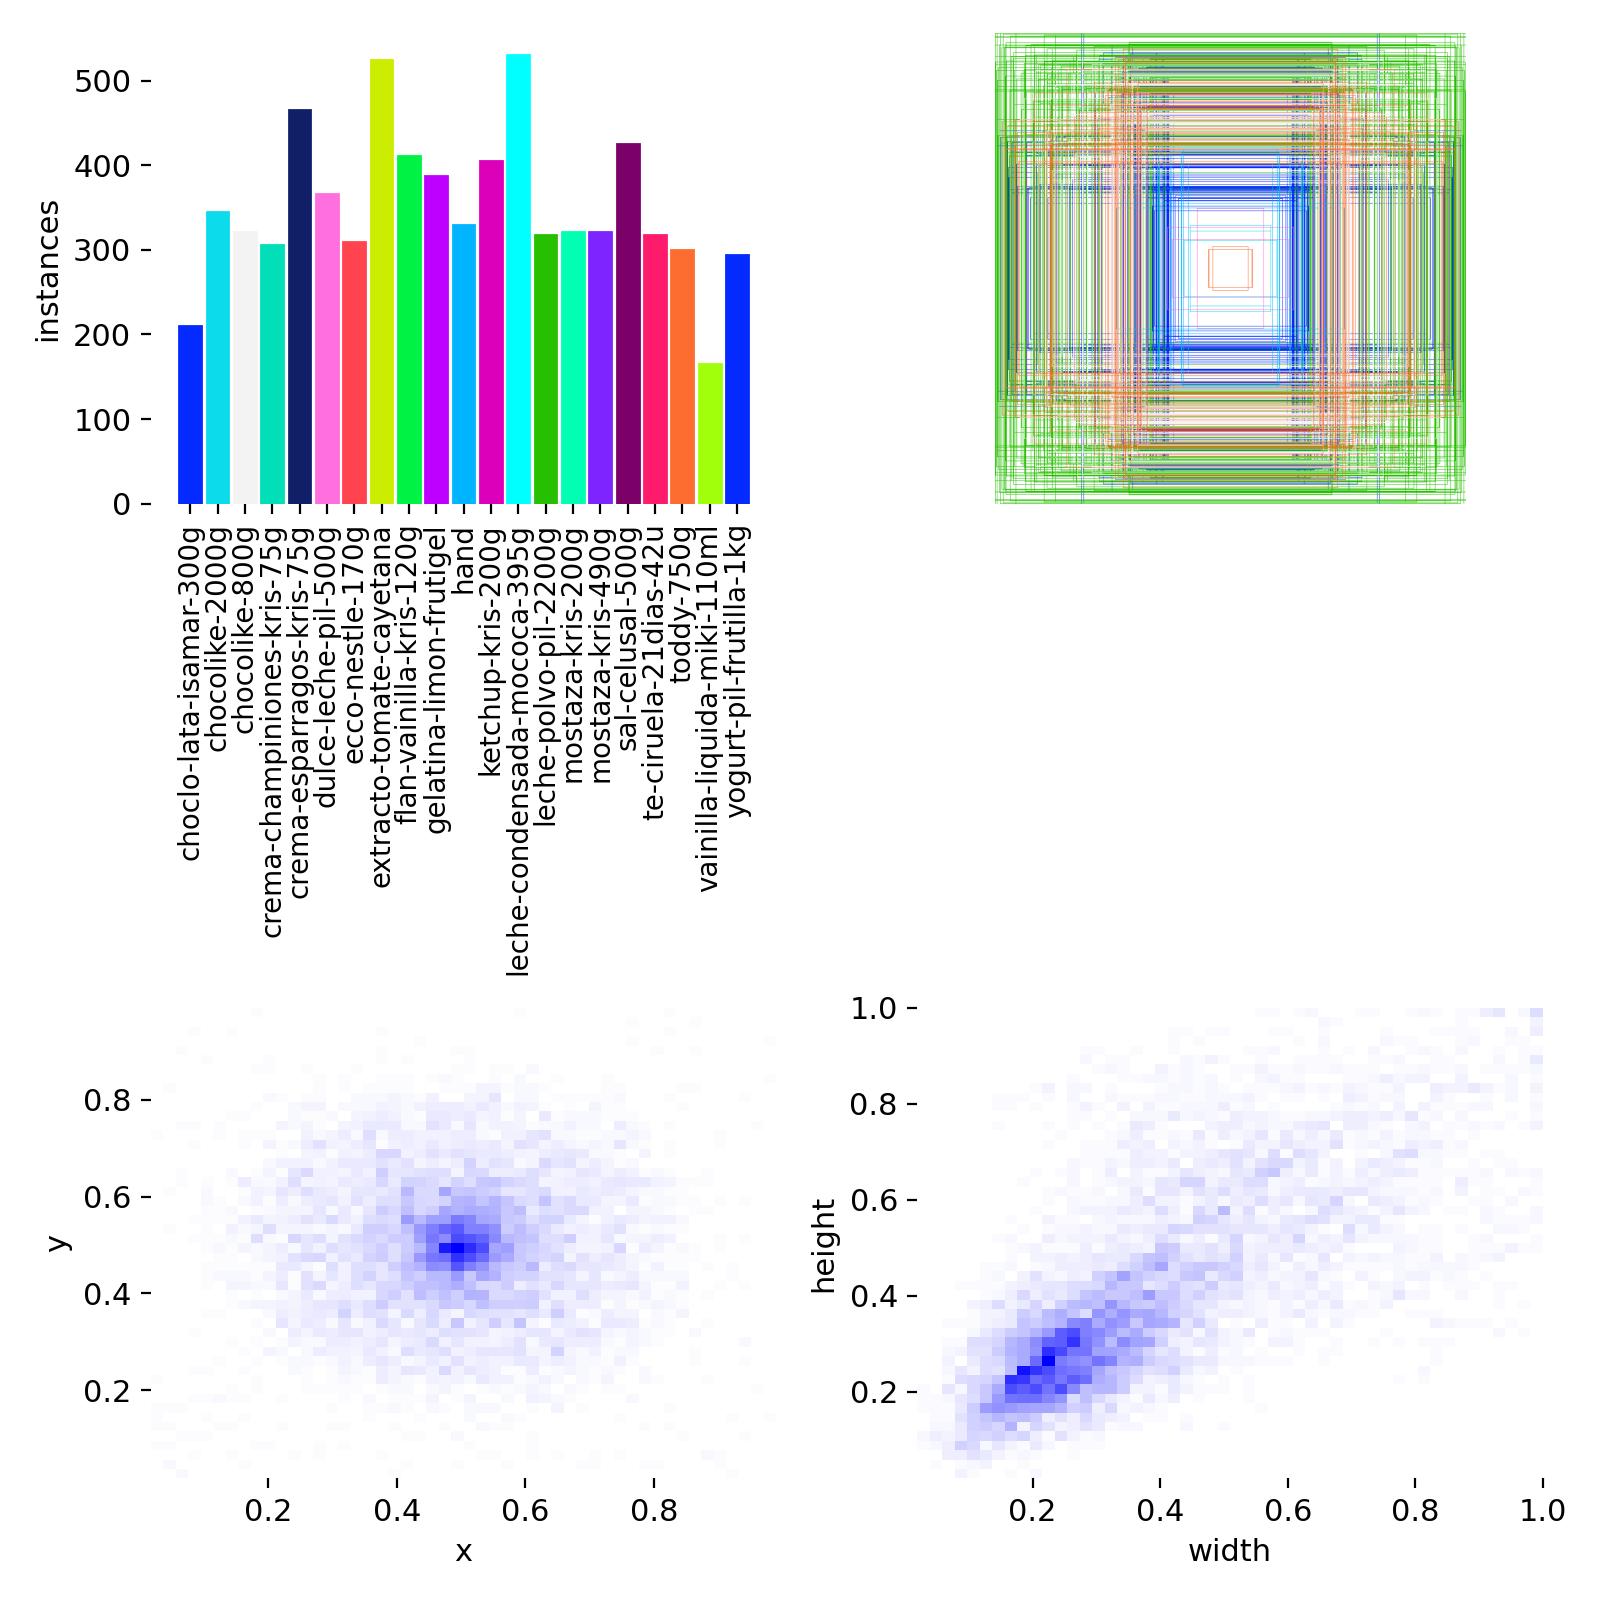 instances
500
400
300
200
100
0
choclo-lata-isamar-300g
chocolike-2000g
chocolike-800g
crema-champiniones-kris-75g
crema-esparragos-kris-75g
dulce-leche-pil-500g
ecco-nestle-170g
extracto-tomate-cayetana
flan-vainilla-kris-120g
gelatina-limon-frutigel
hand
ketchup-kris-200g
leche-condensada-mococa-395g
leche-polvo-pil-2200g
mostaza-kris-200g
mostaza-kris-490g
sal-celusal-500g
te-ciruela-21dias-42u
toddy-750g
vainilla-liquida-miki-110ml
yogurt-pil-frutilla-1kg
y
0.8
0.6
0.4
0.2
0.2 0.4 0.6 0.8
x
height
1.0
0.8
0.6
0.4
0.2
0.2 0.4 0.6 0.8 1.0
width